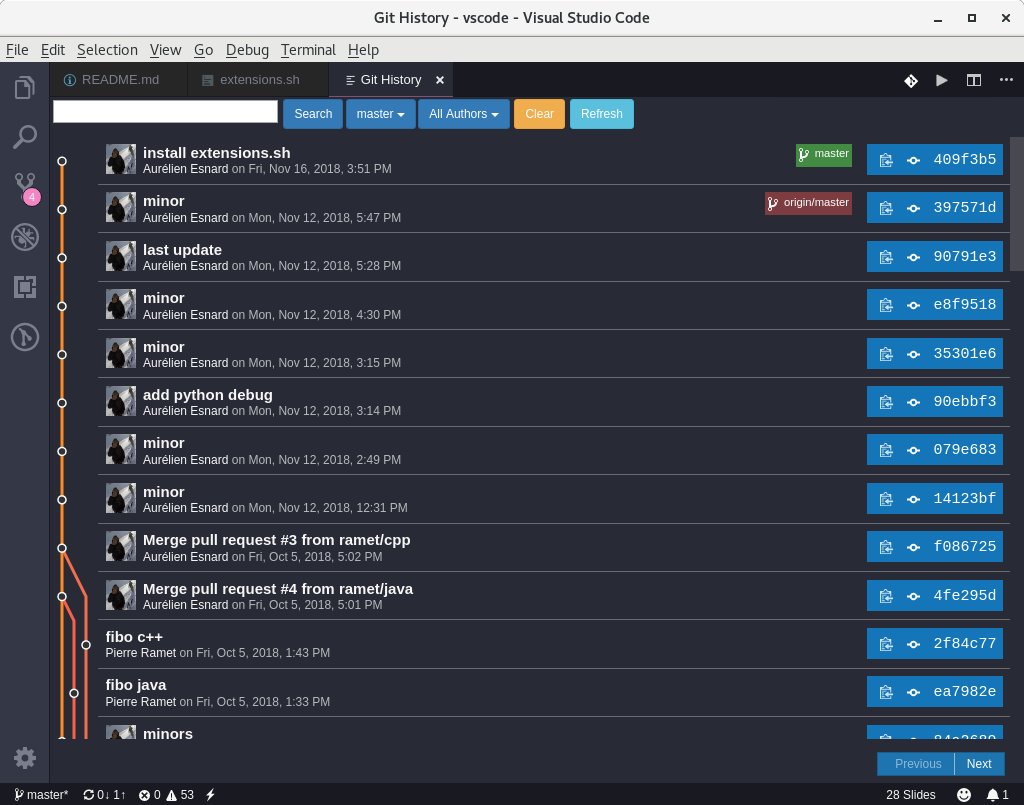 Git History - vscode - Visual Studio Code
File Edit Selection View Go Debug Terminal Help
README.md extensions.sh Git History
Search master All Authors Clear Refresh
install extensions.sh master 409f3b5
Aurélien Esnard on Fri, Nov 16, 2018, 3:51 PM
minor origin/master 397571d
Aurélien Esnard on Mon, Nov 12, 2018, 5:47 PM
last update 90791e3
Aurélien Esnard on Mon, Nov 12, 2018, 5:28 PM
minor e8f9518
Aurélien Esnard on Mon, Nov 12, 2018, 4:30 PM
minor 35301e6
Aurélien Esnard on Mon, Nov 12, 2018, 3:15 PM
add python debug 90ebbf3
Aurélien Esnard on Mon, Nov 12, 2018, 3:14 PM
minor 079e683
Aurélien Esnard on Mon, Nov 12, 2018, 2:49 PM
minor 14123bf
Aurélien Esnard on Mon, Nov 12, 2018, 12:31 PM
Merge pull request #3 from ramet/cpp f086725
Aurélien Esnard on Fri, Oct 5, 2018, 5:02 PM
Merge pull request #4 from ramet/java 4fe295d
Aurélien Esnard on Fri, Oct 5, 2018, 5:01 PM
fibo c++ 2f84c77
Pierre Ramet on Fri, Oct 5, 2018, 1:43 PM
fibo java ea7982e
Pierre Ramet on Fri, Oct 5, 2018, 1:33 PM
minors
4
Previous Next
master* 0↓ 1↑ 0 53 28 Slides 1